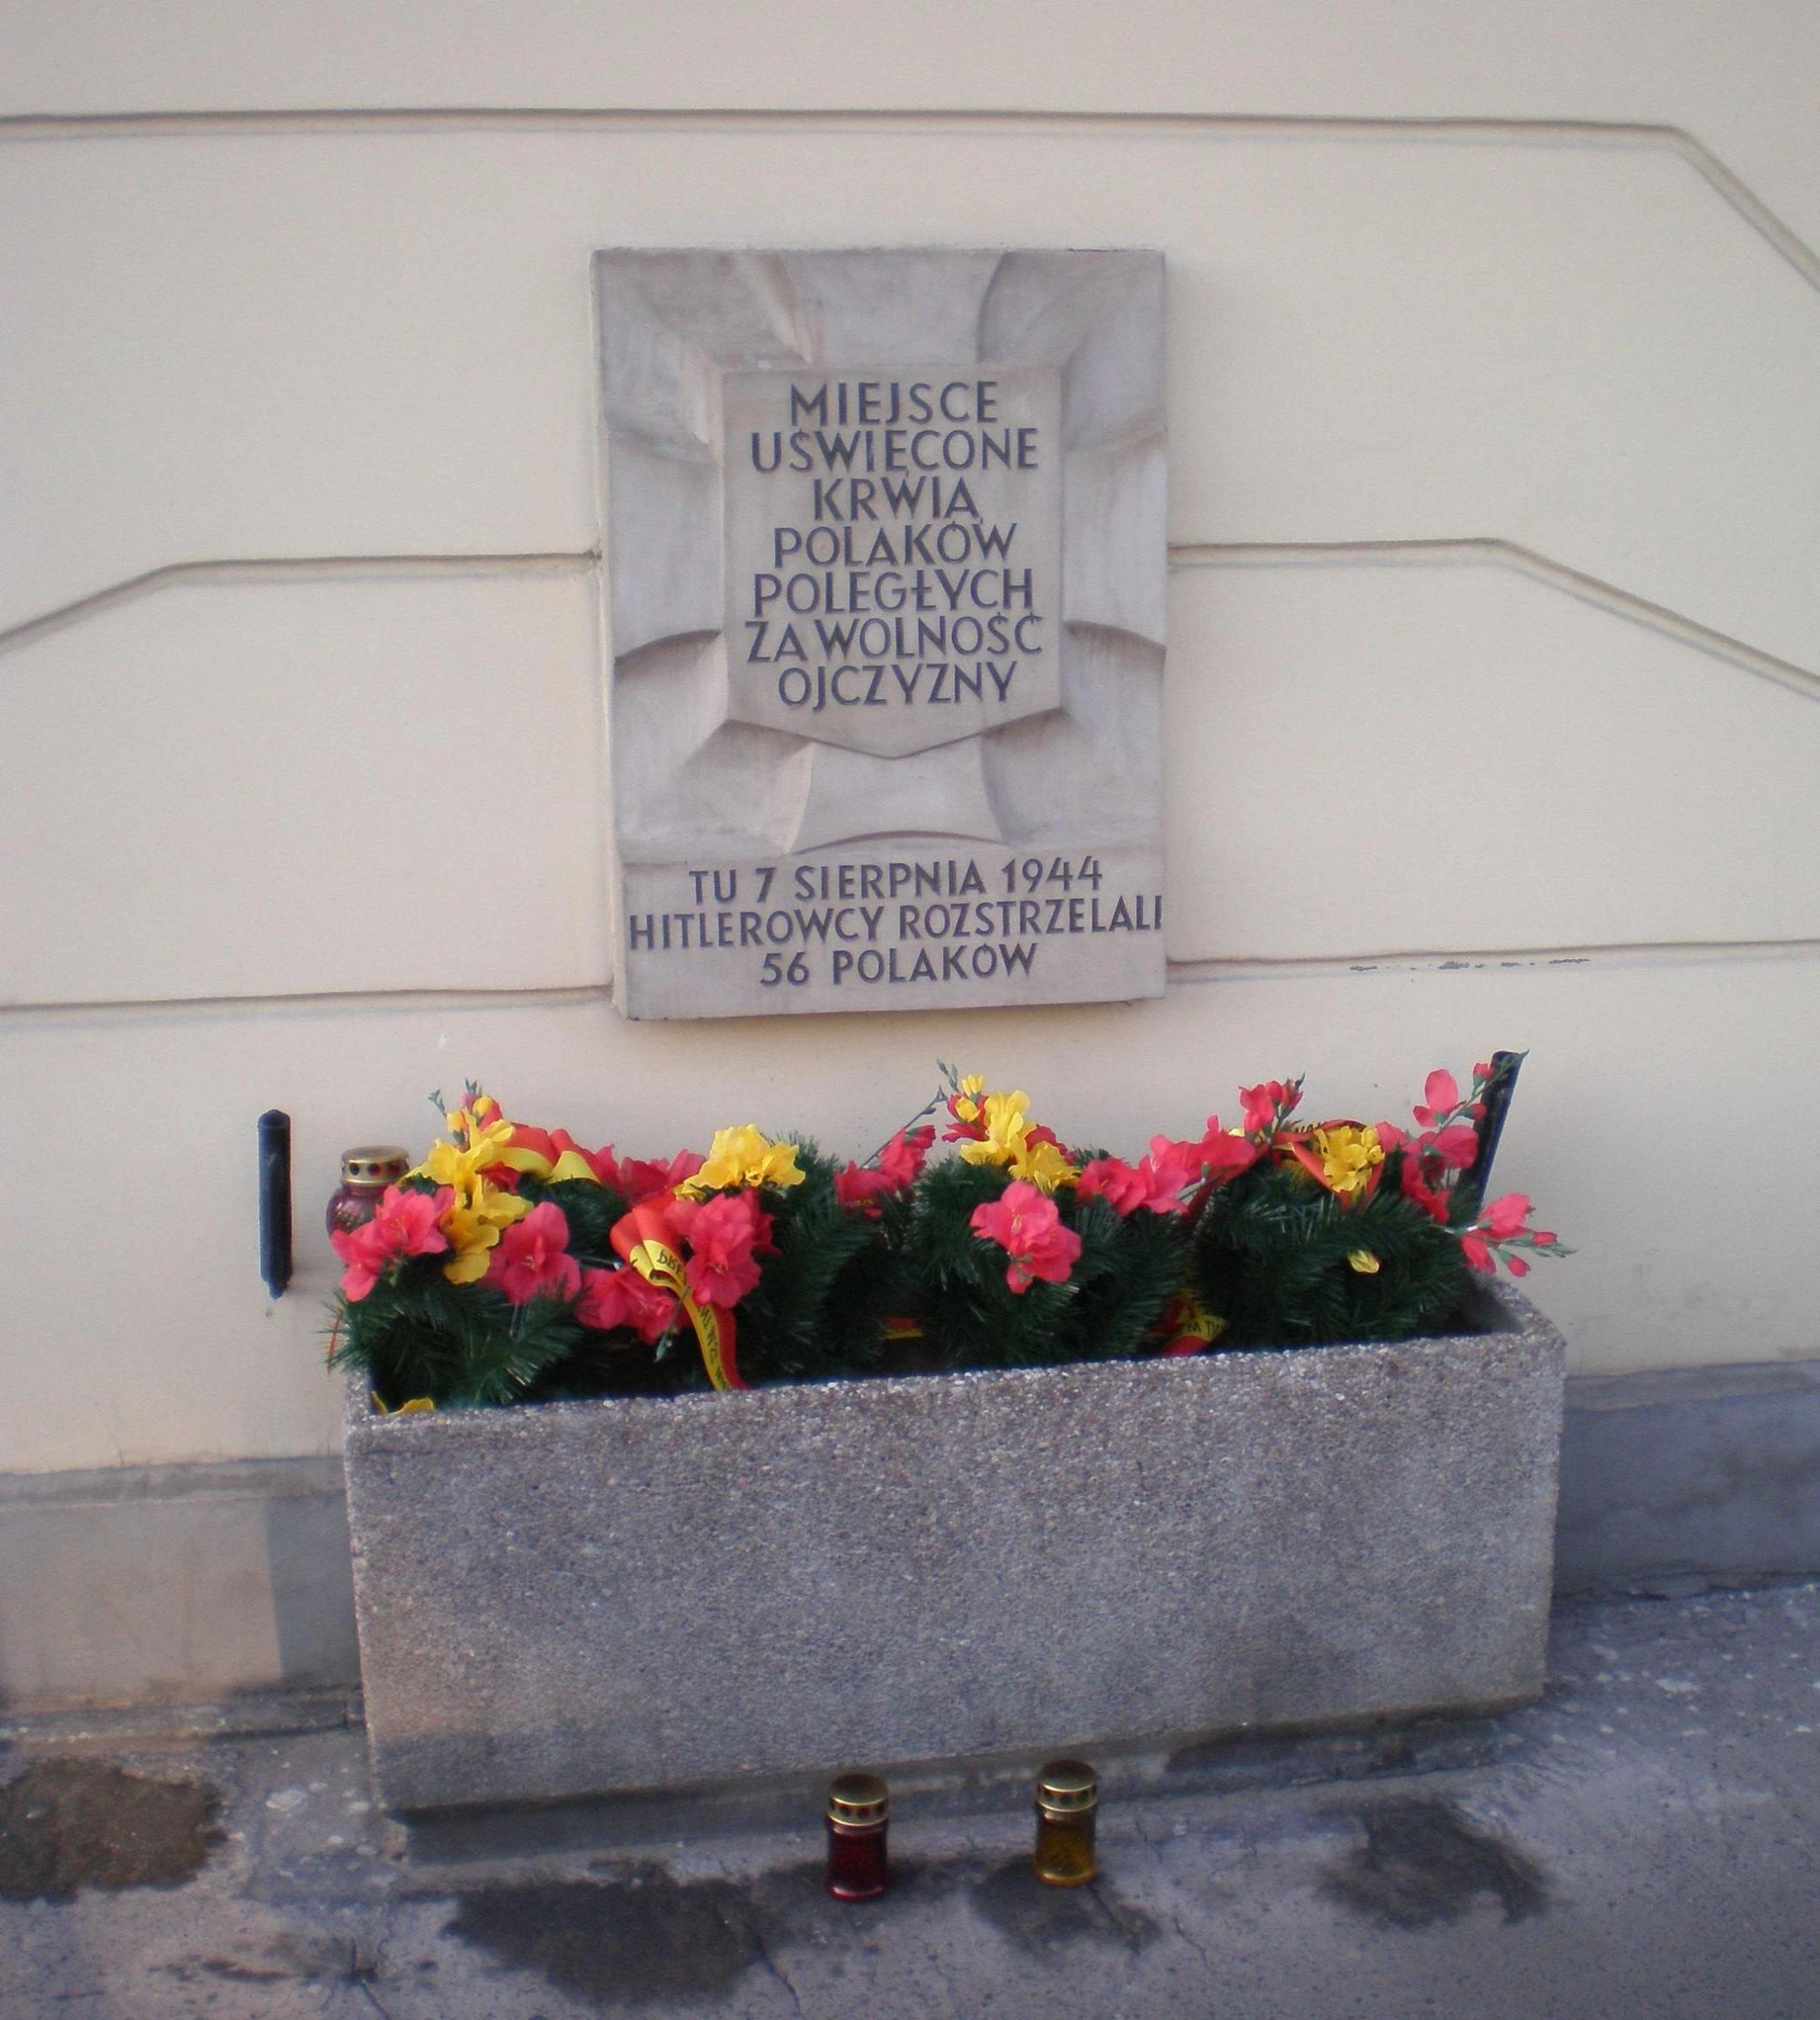 MIEJSCE
UŚWIĘCONE
KRWIĄ
POLAKÓW
POLEGŁYCH
ZA WOLNOŚĆ
OJCZYZNY
TU 7 SIERPNIA 1944
HITLEROWCY ROZSTRZELALI
56 POLAKÓW